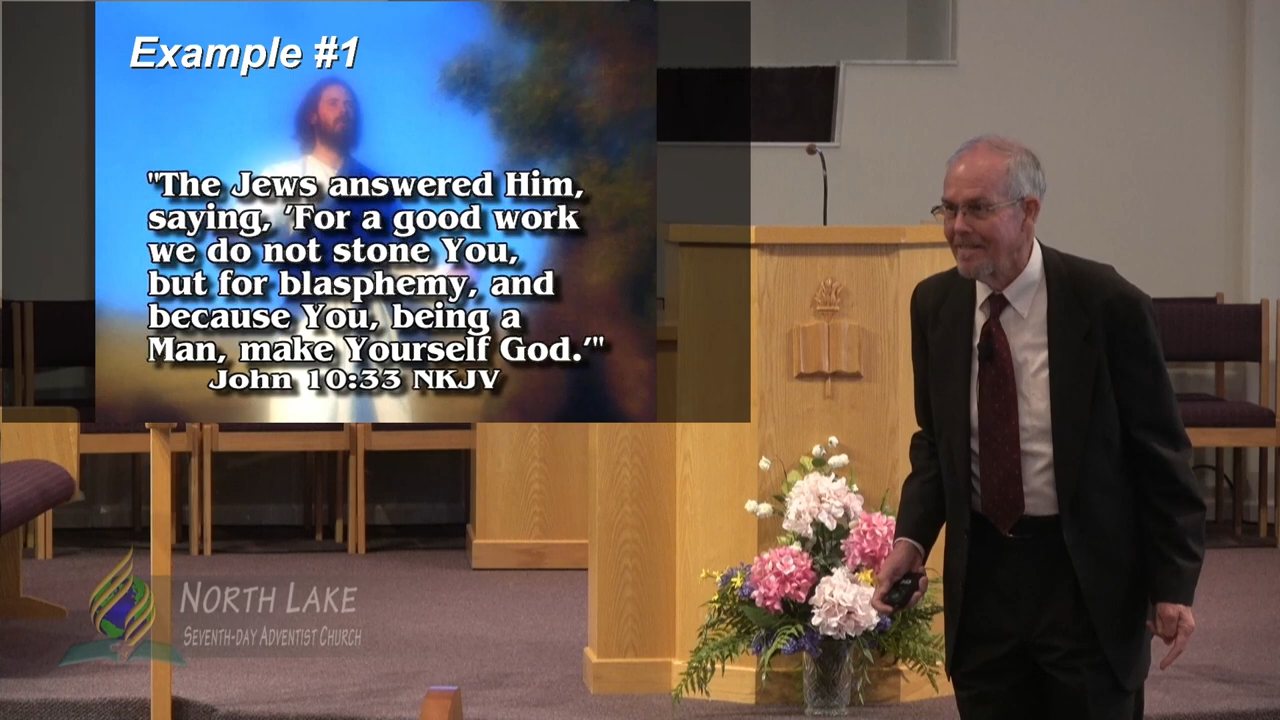 Example #1
"The Jews answered Him,
saying, 'For a good work
we do not stone You,
but for blasphemy, and
because You, being a
Man, make Yourself God.'"
John 10:33 NKJV
NORTH LAKE
SEVENTH-DAY ADVENTIST CHURCH